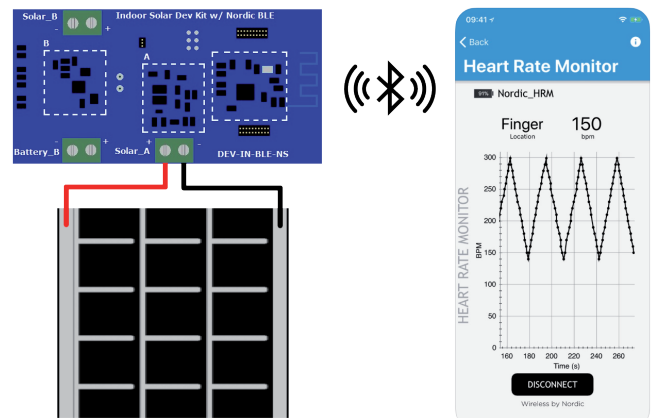 Solar_B
Indoor Solar Dev Kit w/ Nordic BLE
- +
B
A
Battery_B
- +
Solar_A
+ -
DEV-IN-BLE-NS
09:41
Back
Heart Rate Monitor
91% Nordic_HRM
Finger 150
Location bpm
HEART RATE MONITOR
BPM
300
250
200
150
100
50
0
160 180 200 220 240 260
Time (s)
DISCONNECT
Wireless by Nordic